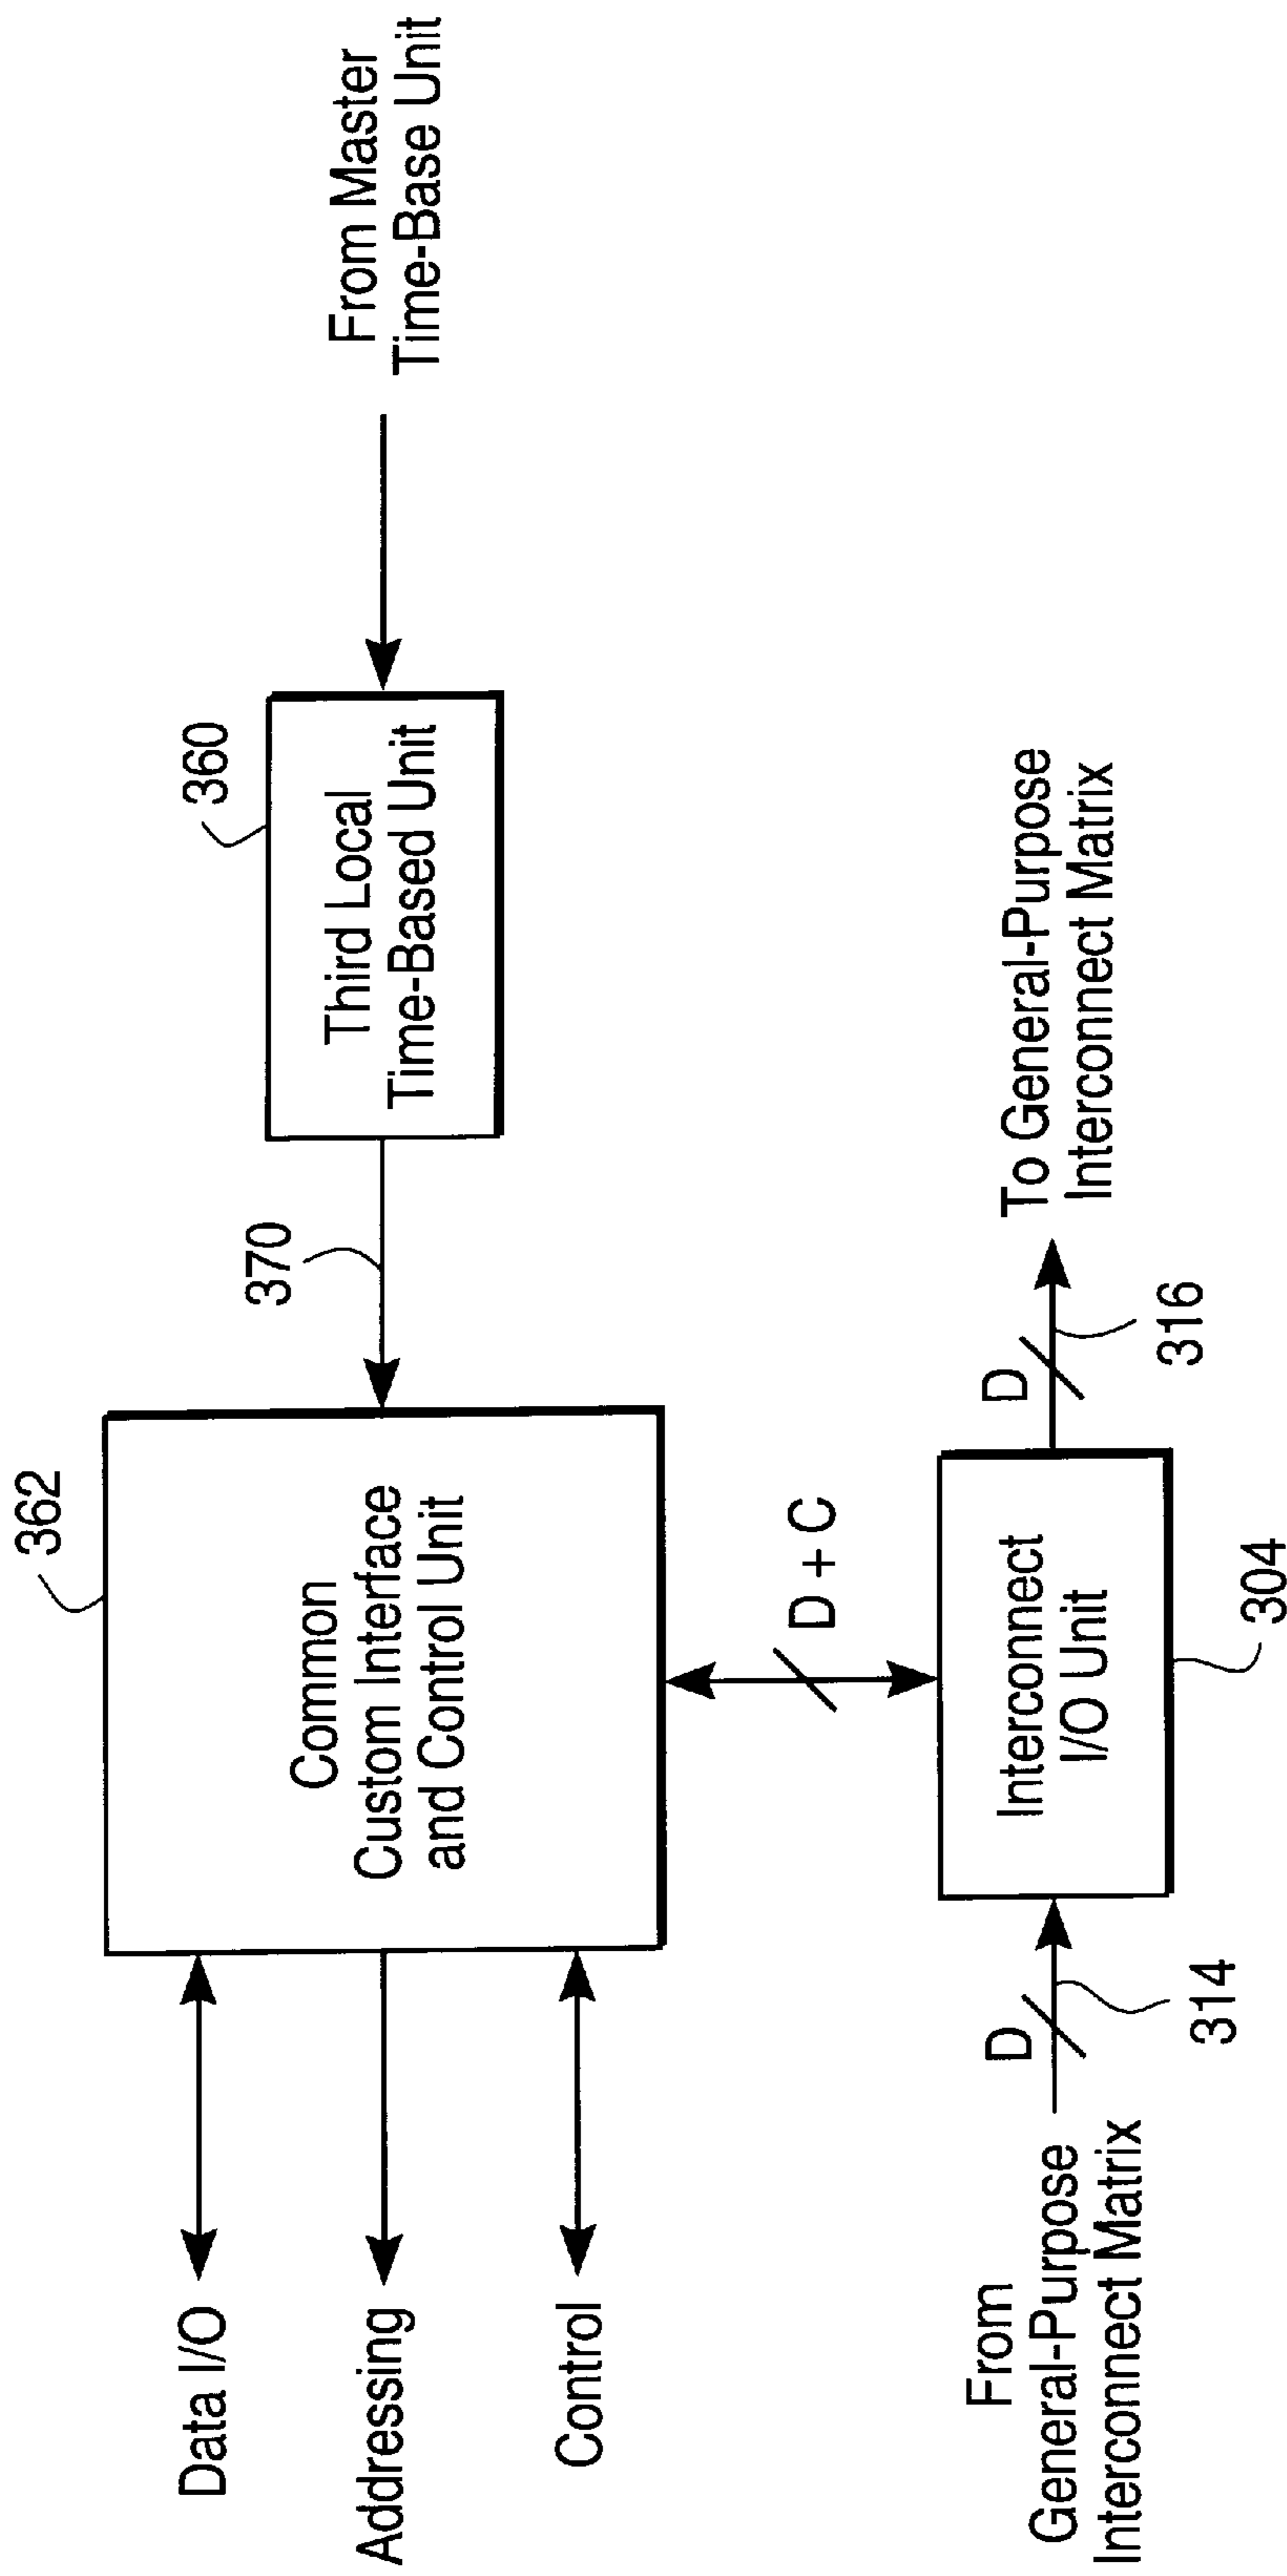 362
360
370
Data I/O
Addressing
Control
Common
Custom Interface
and Control Unit
Third Local
Time-Based Unit
From Master
Time-Base Unit
D + C
From
General-Purpose
Interconnect Matrix
D
314
Interconnect
I/O Unit
304
D
316
To General-Purpose
Interconnect Matrix